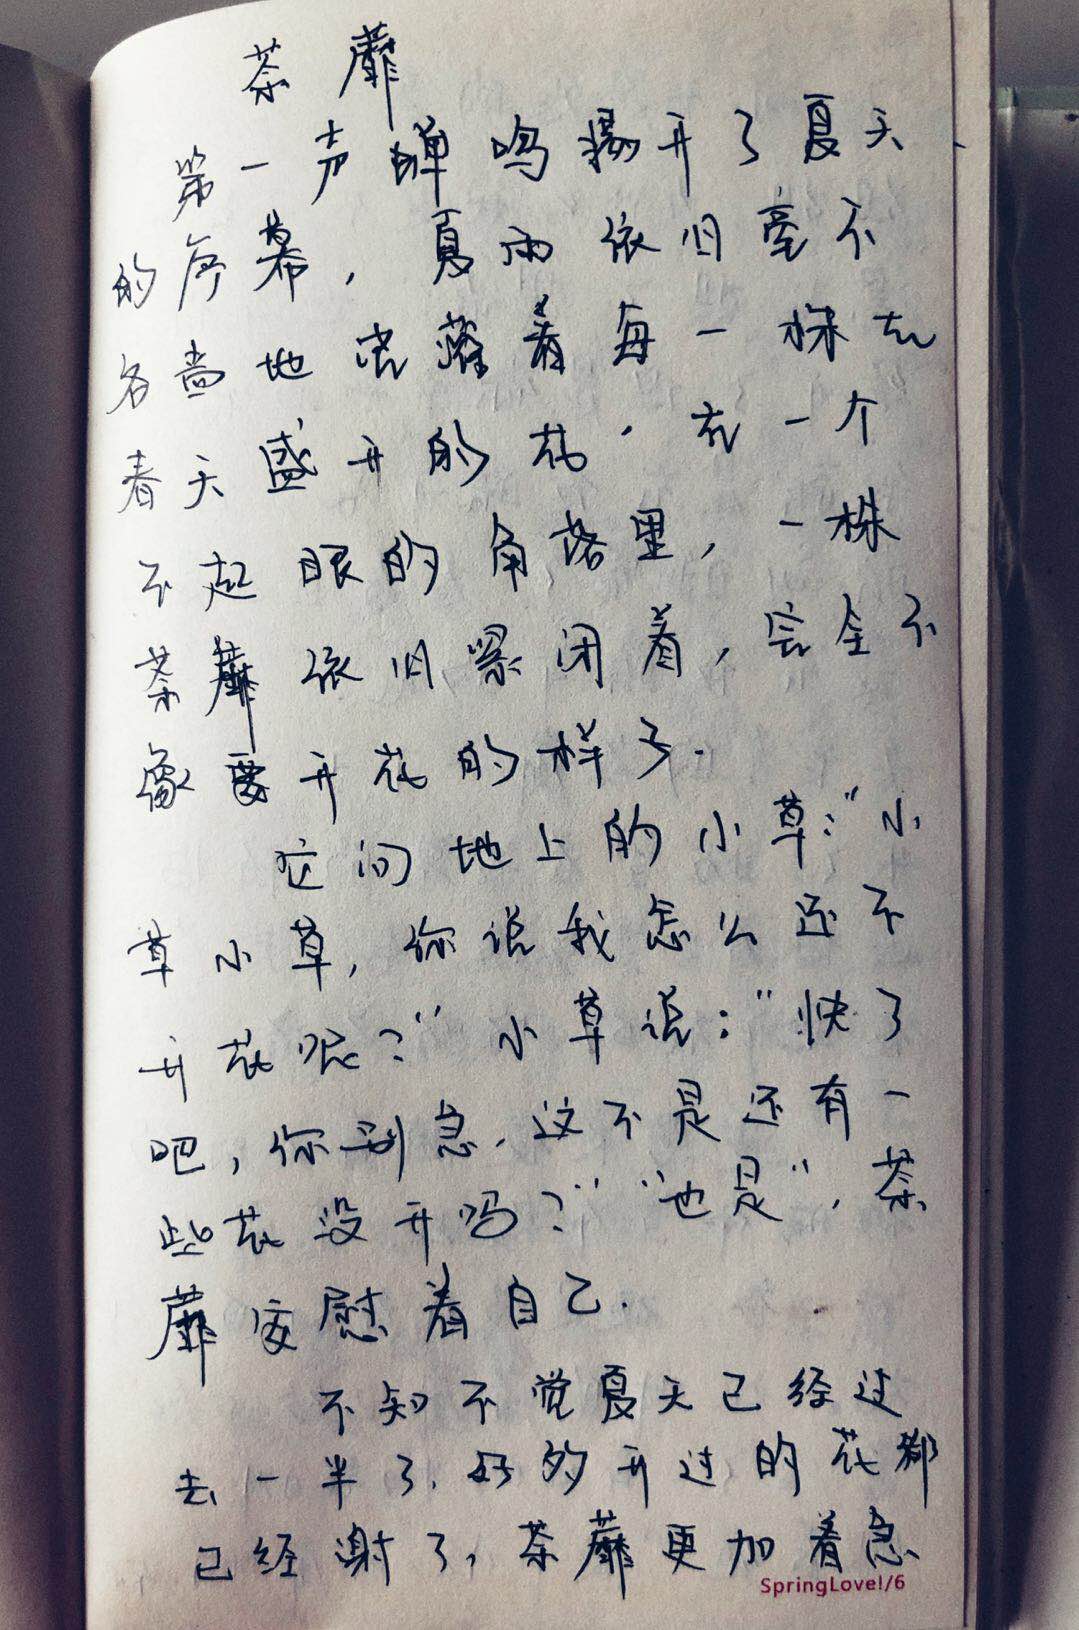 荼蘼
第一声蝉鸣揭开了夏天
的序幕，夏雨依旧毫不
吝啬地灌着每一株在
春天盛开的花，在一个
不起眼的角落里，一株
荼蘼依旧紧闭着，完全不
像要开花的样子.
它问地上的小草:"小
草小草，你说我怎么还不
开花呢?"小草说:"快了
吧，你别急，这不是还有一
些花没开吗?""也是"，荼
蘼安慰着自己.
不知不觉夏天已经过
去一半了，好多开过的花都
已经谢了，荼蘼更加着急
SpringLove!/6